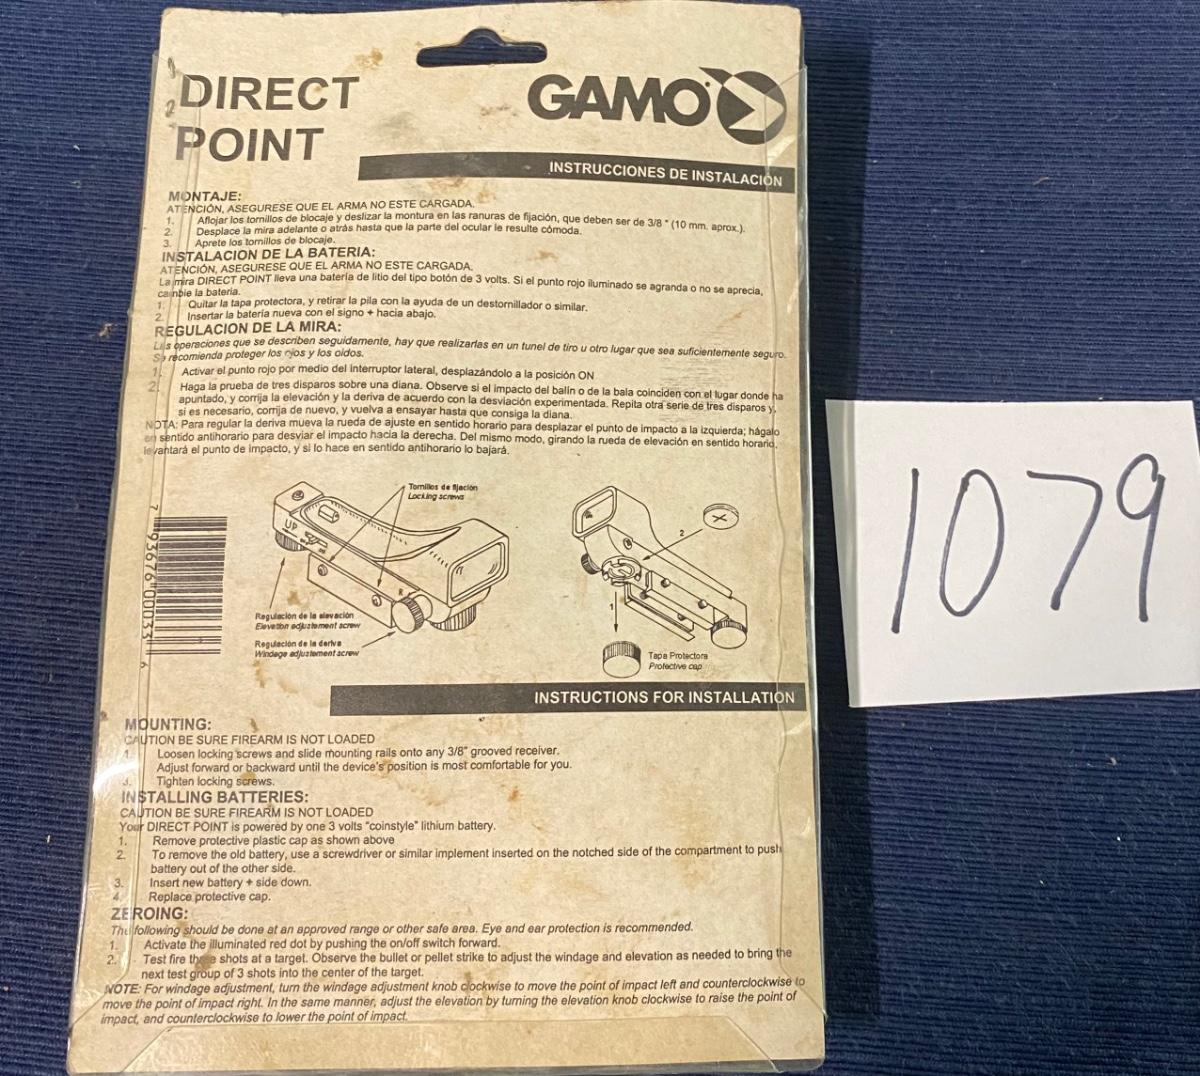 DIRECT
POINT
GAMO
INSTRUCCIONES DE INSTALACIÓN
MONTAJE:
ATENCIÓN, ASEGURESE QUE EL ARMA NO ESTE CARGADA.
1. Aflojar los tornillos de blocaje y deslizar la montura en las ranuras de fijación, que deben ser de 3/8 " (10 mm. aprox.).
2. Desplace la mira adelante o atrás hasta que la parte del ocular le resulte cómoda.
3. Aprete los tornillos de blocaje.
INSTALACION DE LA BATERIA:
ATENCIÓN, ASEGURESE QUE EL ARMA NO ESTE CARGADA.
La mira DIRECT POINT lleva una batería de litio del tipo botón de 3 volts. Si el punto rojo iluminado se agranda o no se aprecia,
cambie la batería.
1. Quitar la tapa protectora, y retirar la pila con la ayuda de un destornillador o similar.
2. Insertar la batería nueva con el signo + hacia abajo.
REGULACION DE LA MIRA:
Las operaciones que se describen seguidamente, hay que realizarlas en un tunel de tiro u otro lugar que sea suficientemente seguro.
Se recomienda proteger los ojos y los oidos.
1. Activar el punto rojo por medio del interruptor lateral, desplazándolo a la posición ON
2. Haga la prueba de tres disparos sobre una diana. Observe si el impacto del balín o de la bala coinciden con el lugar donde ha
apuntado, y corrija la elevación y la deriva de acuerdo con la desviación experimentada. Repita otra serie de tres disparos y,
si es necesario, corrija de nuevo, y vuelva a ensayar hasta que consiga la diana.
NOTA: Para regular la deriva mueva la rueda de ajuste en sentido horario para desplazar el punto de impacto a la izquierda; hágalo
en sentido antihorario para desviar el impacto hacia la derecha. Del mismo modo, girando la rueda de elevación en sentido horario,
levantará el punto de impacto, y si lo hace en sentido antihorario lo bajará.
Tornillos de fijación
Locking screws
UP
R
2
1
7 93676 00033 6
Regulación de la elevación
Elevation adjustement screw
Regulación de la deriva
Windage adjustement screw
Tapa Protectora
Protective cap
INSTRUCTIONS FOR INSTALLATION
MOUNTING:
CAUTION BE SURE FIREARM IS NOT LOADED
1. Loosen locking screws and slide mounting rails onto any 3/8" grooved receiver.
Adjust forward or backward until the device's position is most comfortable for you.
3. Tighten locking screws.
INSTALLING BATTERIES:
CAUTION BE SURE FIREARM IS NOT LOADED
Your DIRECT POINT is powered by one 3 volts "coinstyle" lithium battery.
1. Remove protective plastic cap as shown above
2. To remove the old battery, use a screwdriver or similar implement inserted on the notched side of the compartment to push
battery out of the other side.
3. Insert new battery + side down.
4. Replace protective cap.
ZEROING:
The following should be done at an approved range or other safe area. Eye and ear protection is recommended.
1. Activate the illuminated red dot by pushing the on/off switch forward.
2. Test fire three shots at a target. Observe the bullet or pellet strike to adjust the windage and elevation as needed to bring the
next test group of 3 shots into the center of the target.
NOTE: For windage adjustment, turn the windage adjustment knob clockwise to move the point of impact left and counterclockwise to
move the point of impact right. In the same manner, adjust the elevation by turning the elevation knob clockwise to raise the point of
impact, and counterclockwise to lower the point of impact.
1079